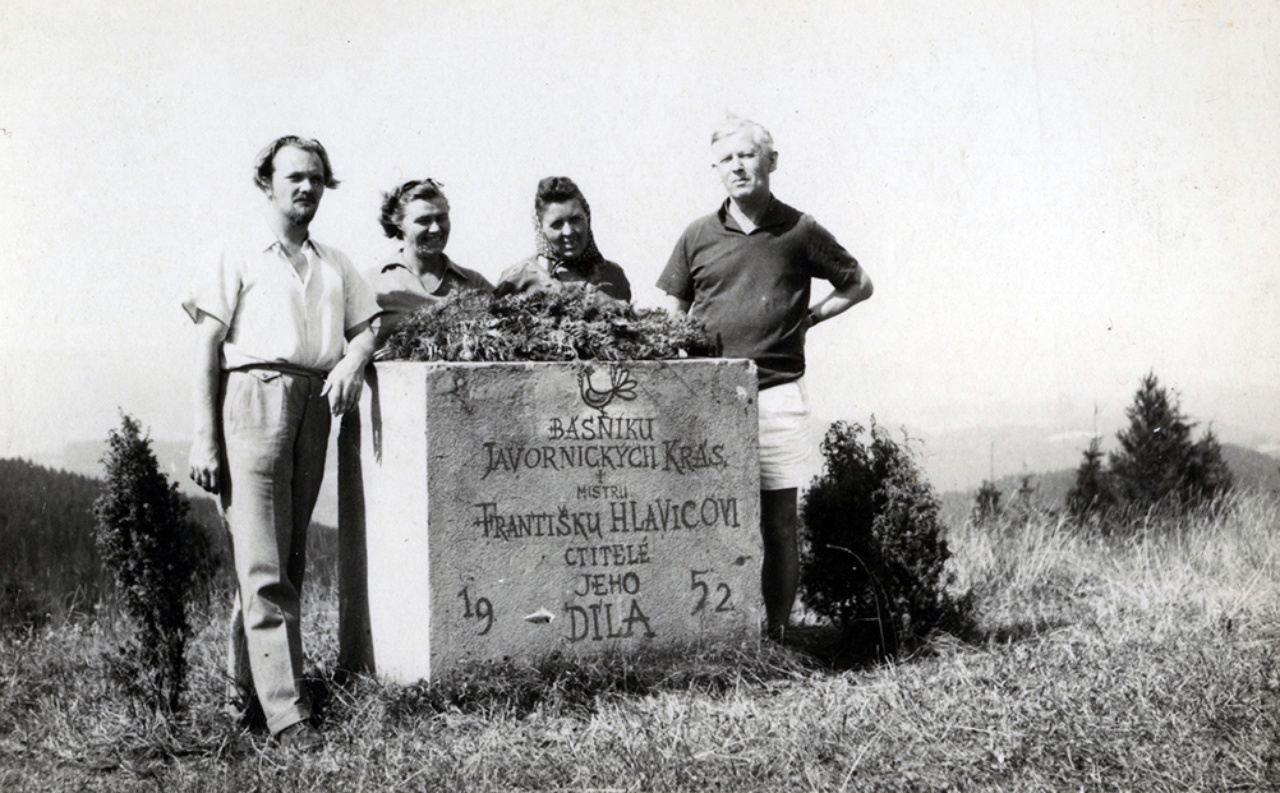 BÁSNÍKU
JAVORNICKÝCH KRÁS,
MISTRU
FRANTIŠKU HLAVICOVI
CTITELÉ
JEHO
19 DÍLA 52